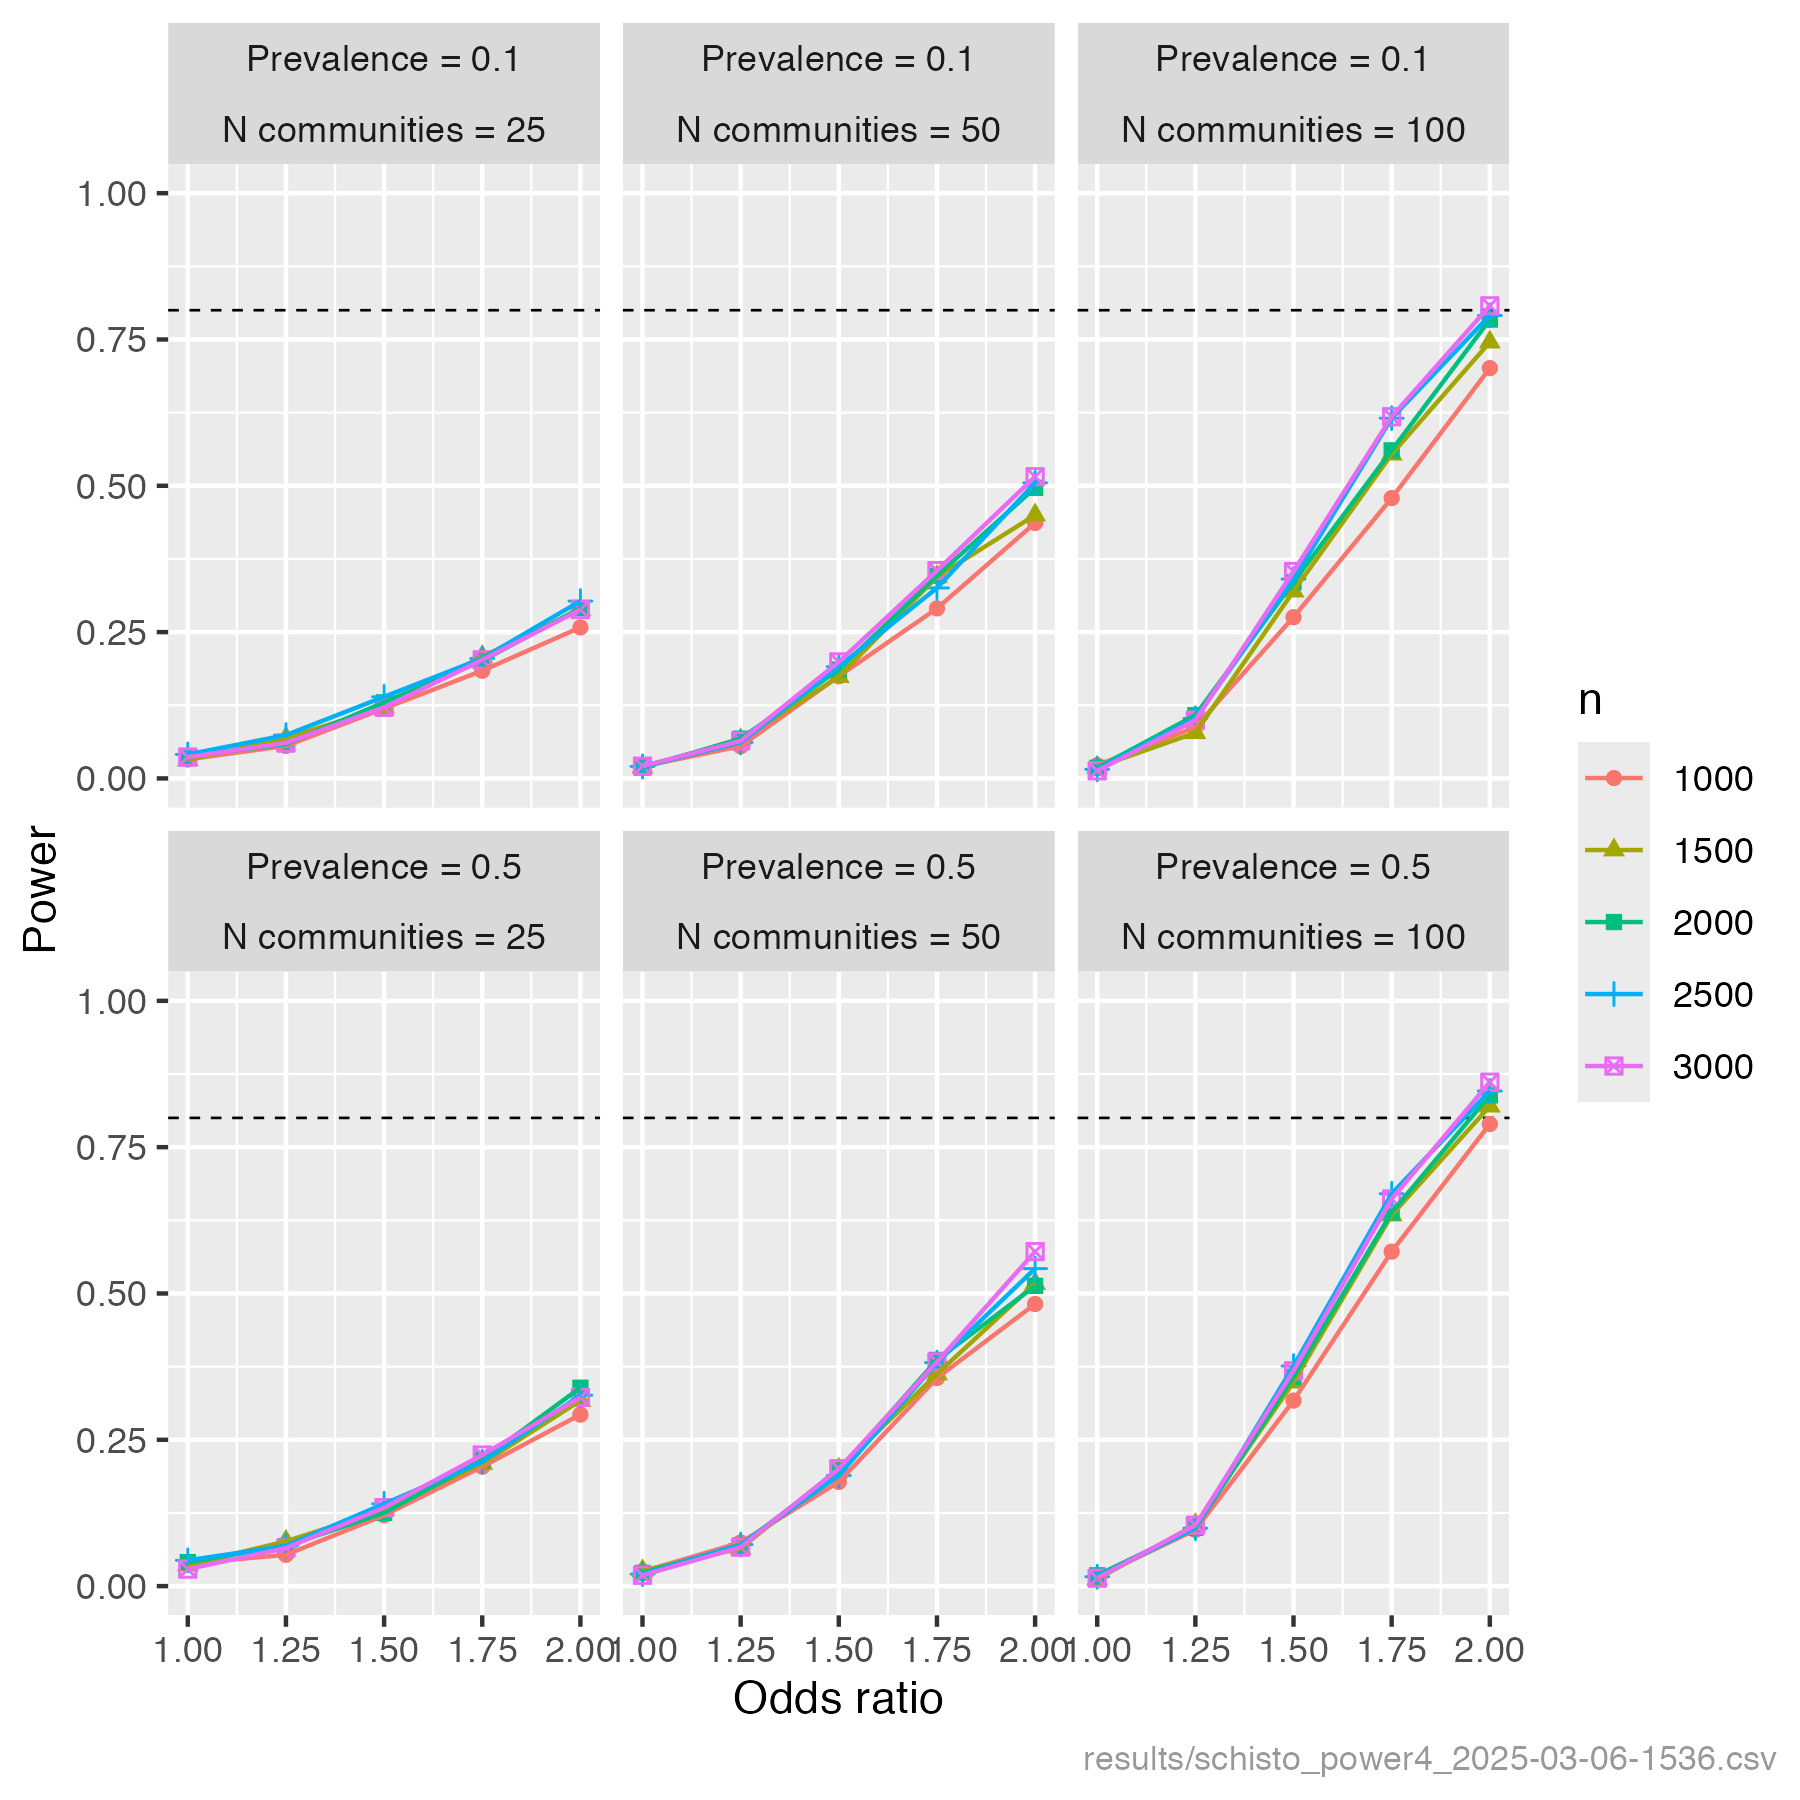 Prevalence = 0.1 Prevalence = 0.1 Prevalence = 0.1
N communities = 25 N communities = 50 N communities = 100
1.00
0.75
0.50
0.25
0.00
Prevalence = 0.5 Prevalence = 0.5 Prevalence = 0.5
N communities = 25 N communities = 50 N communities = 100
1.00
0.75
0.50
0.25
0.00
1.00 1.25 1.50 1.75 2.00 1.00 1.25 1.50 1.75 2.00 1.00 1.25 1.50 1.75 2.00
Power
Odds ratio
n
1000
1500
2000
2500
3000
results/schisto_power4_2025-03-06-1536.csv